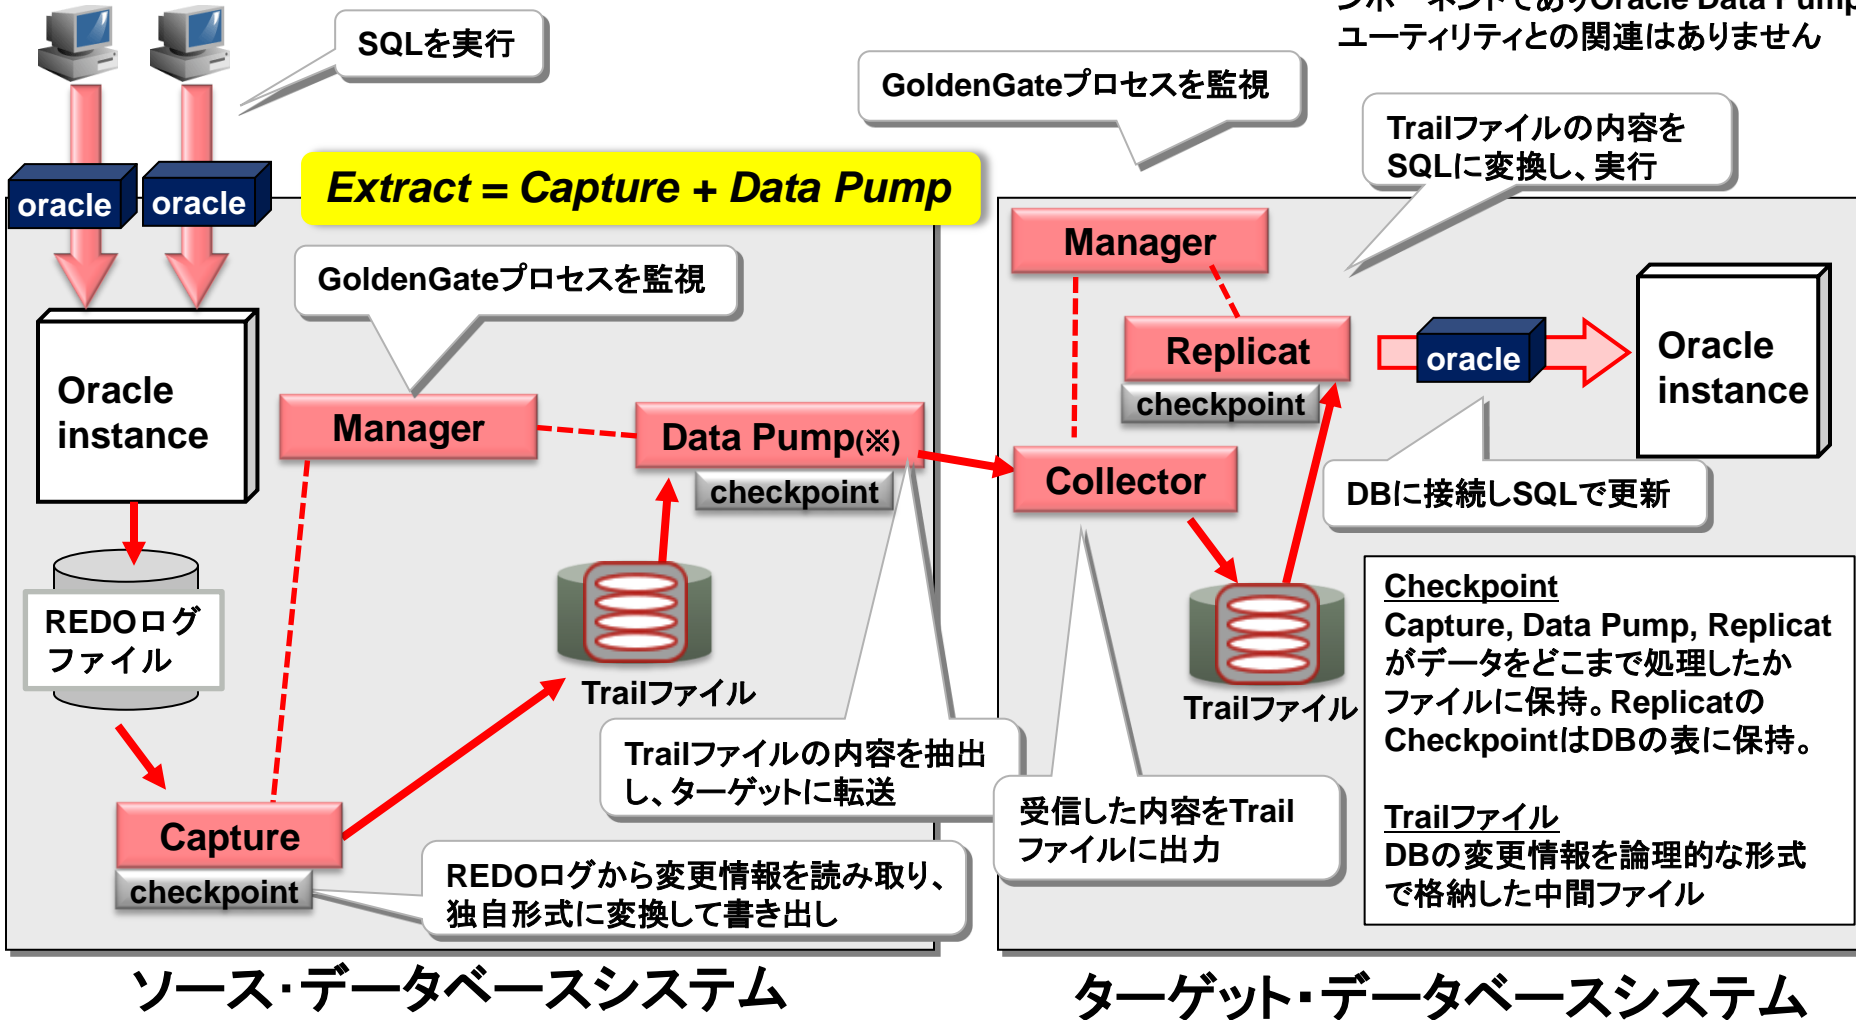 ンポーネントでありOracle Data Pump
ユーティリティとの関連はありません
SQLを実行
GoldenGateプロセスを監視
Trailファイルの内容を
SQLに変換し、実行
oracle
oracle
Extract = Capture + Data Pump
GoldenGateプロセスを監視
Oracle
instance
Manager
Data Pump(※)
checkpoint
REDOログ
ファイル
Trailファイル
Capture
checkpoint
Trailファイルの内容を抽出
し、ターゲットに転送
REDOログから変更情報を読み取り、
独自形式に変換して書き出し
ソース・データベースシステム
Manager
Replicat
checkpoint
oracle
Oracle
instance
Collector
DBに接続しSQLで更新
Trailファイル
受信した内容をTrail
ファイルに出力
Checkpoint
Capture, Data Pump, Replicat
がデータをどこまで処理したか
ファイルに保持。Replicatの
CheckpointはDBの表に保持。
Trailファイル
DBの変更情報を論理的な形式
で格納した中間ファイル
ターゲット・データベースシステム